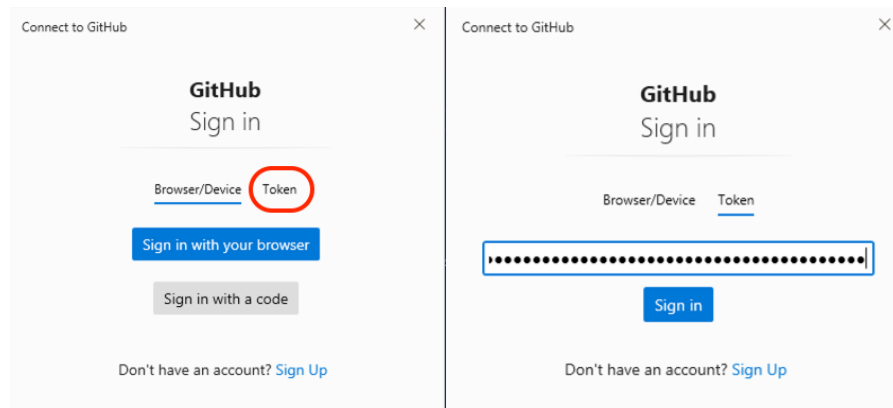 Connect to GitHub
GitHub
Sign in
Browser/Device Token
Sign in with your browser
Sign in with a code
Don't have an account? Sign Up
Connect to GitHub
GitHub
Sign in
Browser/Device Token
Sign in
Don't have an account? Sign Up